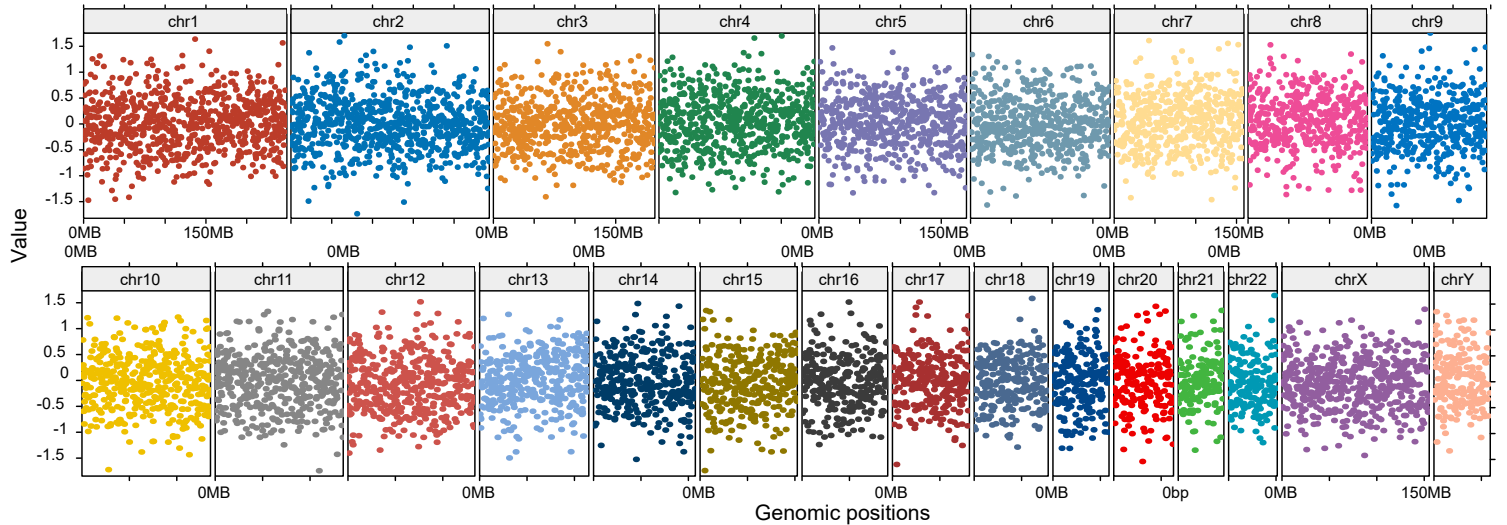 chr1 chr2 chr3 chr4 chr5 chr6 chr7 chr8 chr9
1.5
1
0.5
0
-0.5
-1
-1.5
Value
0MB 150MB 0MB 150MB 0MB 150MB 0MB 150MB 0MB
0MB 0MB 0MB 0MB 0MB 0MB 0MB
chr10 chr11 chr12 chr13 chr14 chr15 chr16 chr17 chr18 chr19 chr20 chr21 chr22 chrX chrY
1.5
1
0.5
0
-0.5
-1
-1.5
0MB 0MB 0MB 0MB 0MB 0bp 0MB 150MB
Genomic positions